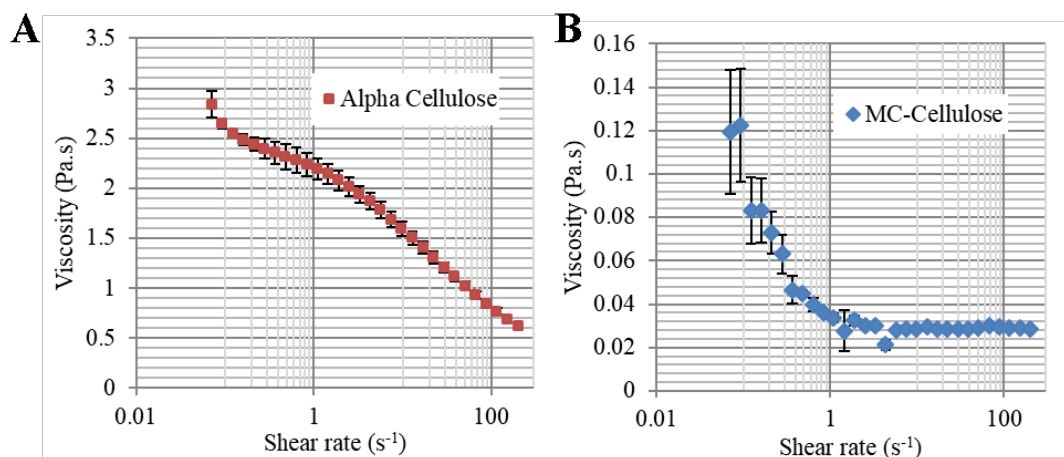 A
3.5
3
2.5
2
1.5
1
0.5
0
0.01
1
100
Viscosity (Pa.s)
Shear rate (s⁻¹)
Alpha Cellulose
B
0.16
0.14
0.12
0.1
0.08
0.06
0.04
0.02
0
0.01
1
100
Viscosity (Pa.s)
Shear rate (s⁻¹)
MC-Cellulose